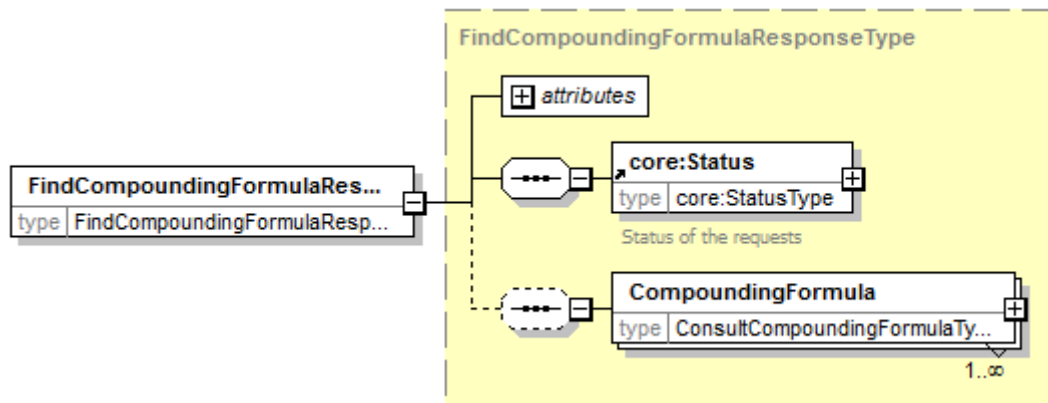 FindCompoundingFormulaResponseType
attributes
core:Status
type core:StatusType
Status of the requests
FindCompoundingFormulaRes...
type FindCompoundingFormulaResp...
CompoundingFormula
type ConsultCompoundingFormulaTy...
1..∞